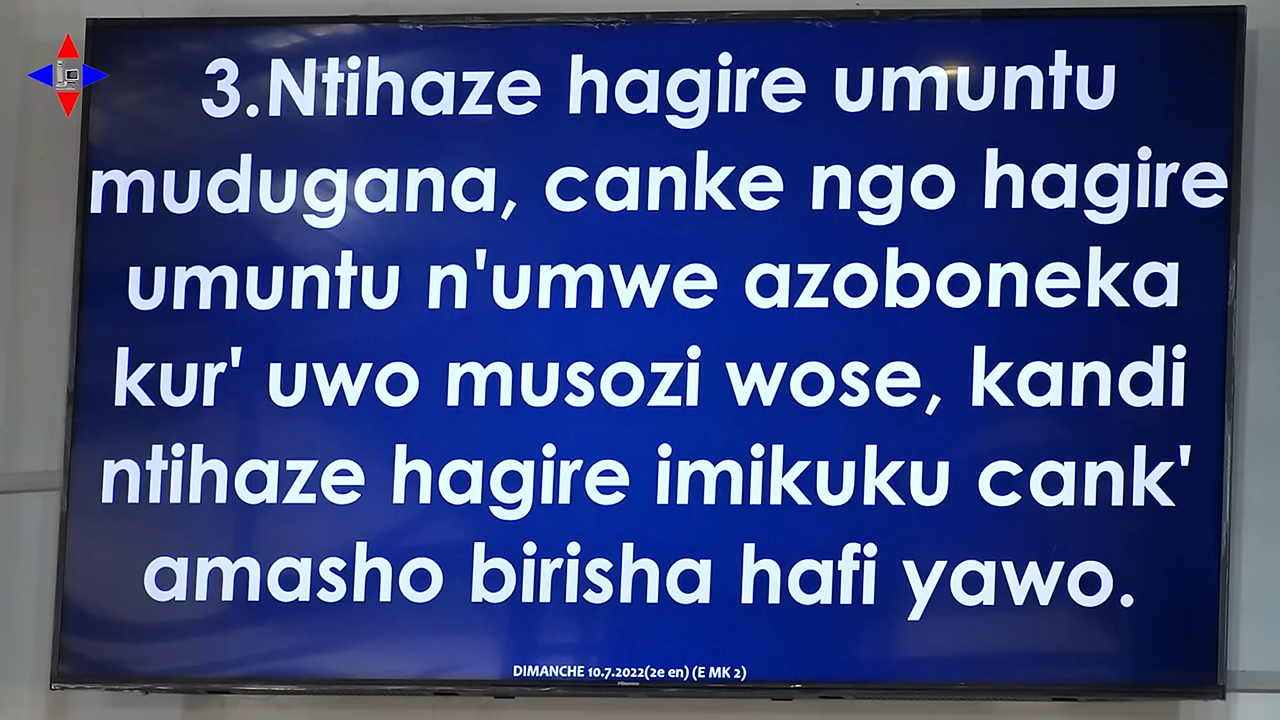 3.Ntihaze hagire umuntu
mudugana, canke ngo hagire
umuntu n'umwe azoboneka
kur' uwo musozi wose, kandi
ntihaze hagire imikuku cank'
amasho birisha hafi yawo.
DIMANCHE 10.7.2022(2e en) (E MK 2)
Hisense